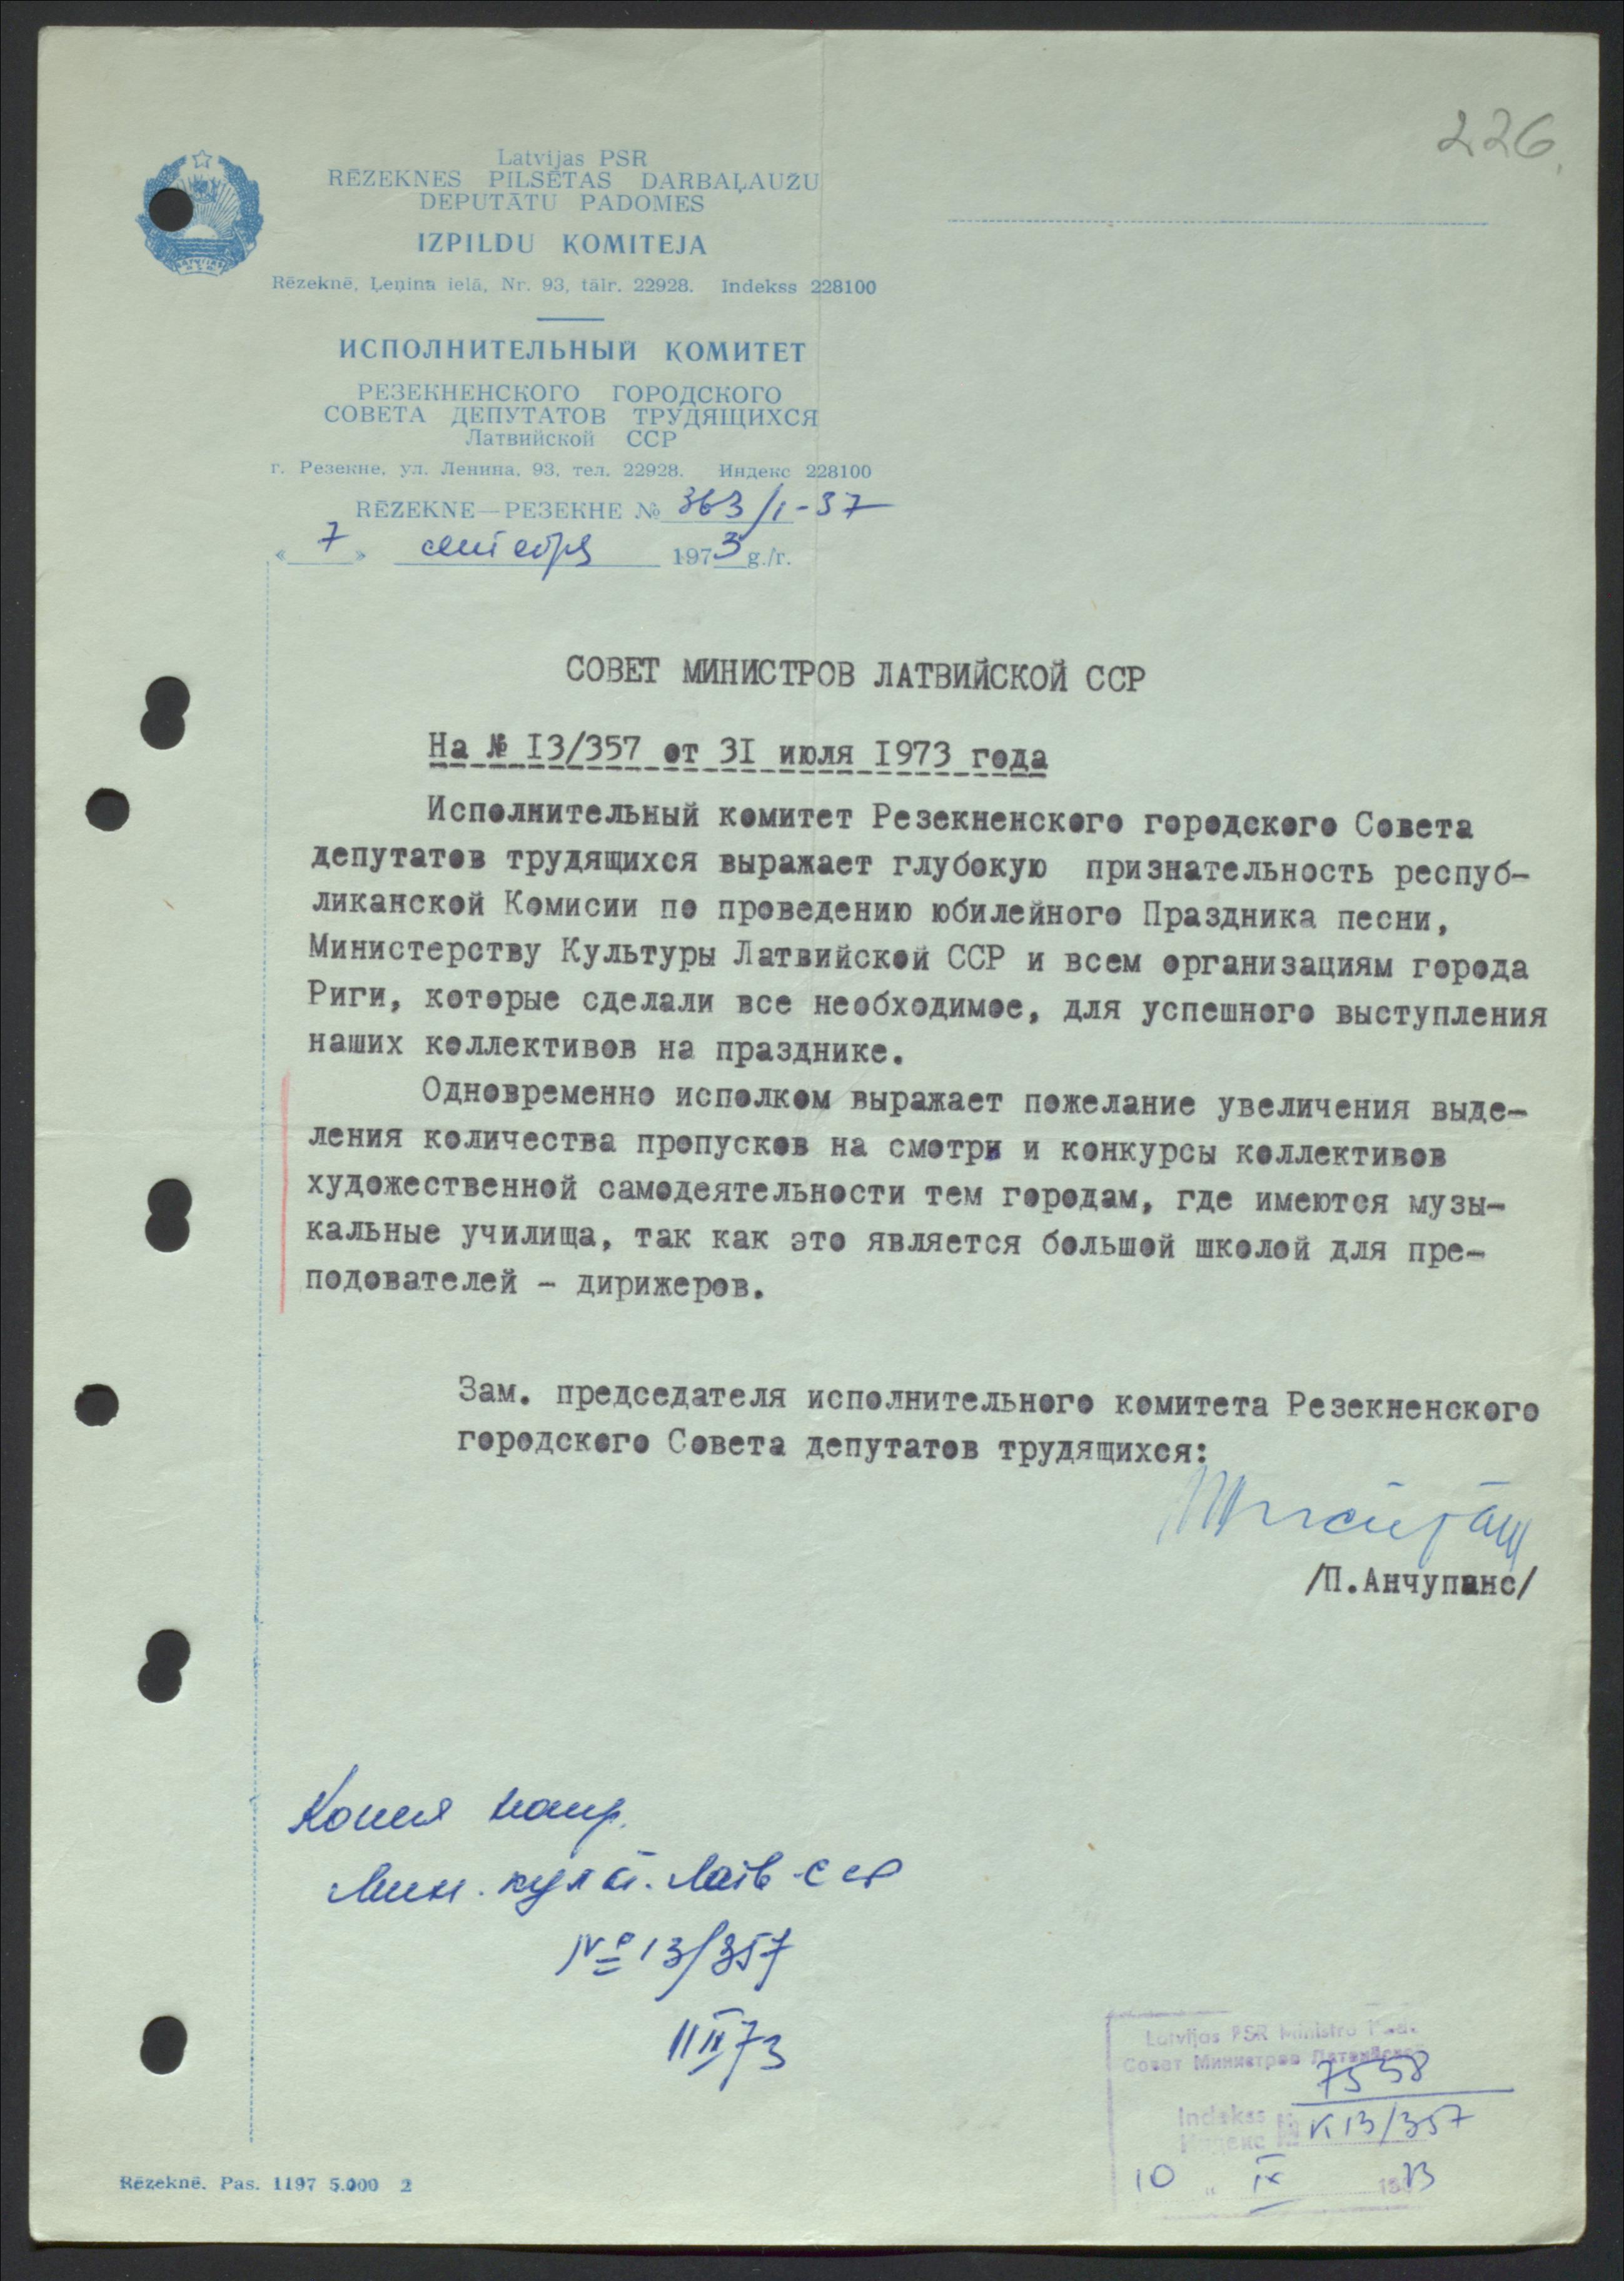 226.
Latvijas PSR
RĒZEKNES PILSĒTAS DARBAĻAUŽU
DEPUTĀTU PADOMES
IZPILDU KOMITEJA
Rēzeknē, Ļeņina ielā, Nr. 93, tālr. 22928. Indekss 228100
ИСПОЛНИТЕЛЬНЫЙ КОМИТЕТ
РЕЗЕКНЕНСКОГО ГОРОДСКОГО
СОВЕТА ДЕПУТАТОВ ТРУДЯЩИХСЯ
Латвийской ССР
г. Резекне, ул. Ленина, 93, тел. 22928. Индекс 228100
RĒZEKNE—РЕЗЕКНЕ № 363/1-37
« 7 » сентября 1973 g./г.
СОВЕТ МИНИСТРОВ ЛАТВИЙСКОЙ ССР
На № I3/357 от 3I июля I973 года
Исполнительный комитет Резекненского городского Совета
депутатов трудящихся выражает глубокую признательность респуб-
ликанской Комисии по проведению юбилейного Праздника песни,
Министерству Культуры Латвийской ССР и всем организациям города
Риги, которые сделали все необходимое, для успешного выступления
наших коллективов на празднике.
Одновременно исполком выражает пожелание увеличения выде-
ления количества пропусков на смотры и конкурсы коллективов
художественной самодеятельности тем городам, где имеются музы-
кальные училища, так как это является большой школой для пре-
подователей - дирижеров.
Зам. председателя исполнительного комитета Резекненского
городского Совета депутатов трудящихся:
/П.Анчупанс/
Копия напр.
Мин. культ. Латв ССР
№ 13/357
11 IX 73
Latvijas PSR Ministru
Совет Министров
7558
Indekss
Индекс № К 13/357
10 " IX 1973
Rēzeknē. Pas. 1197 5.000 2